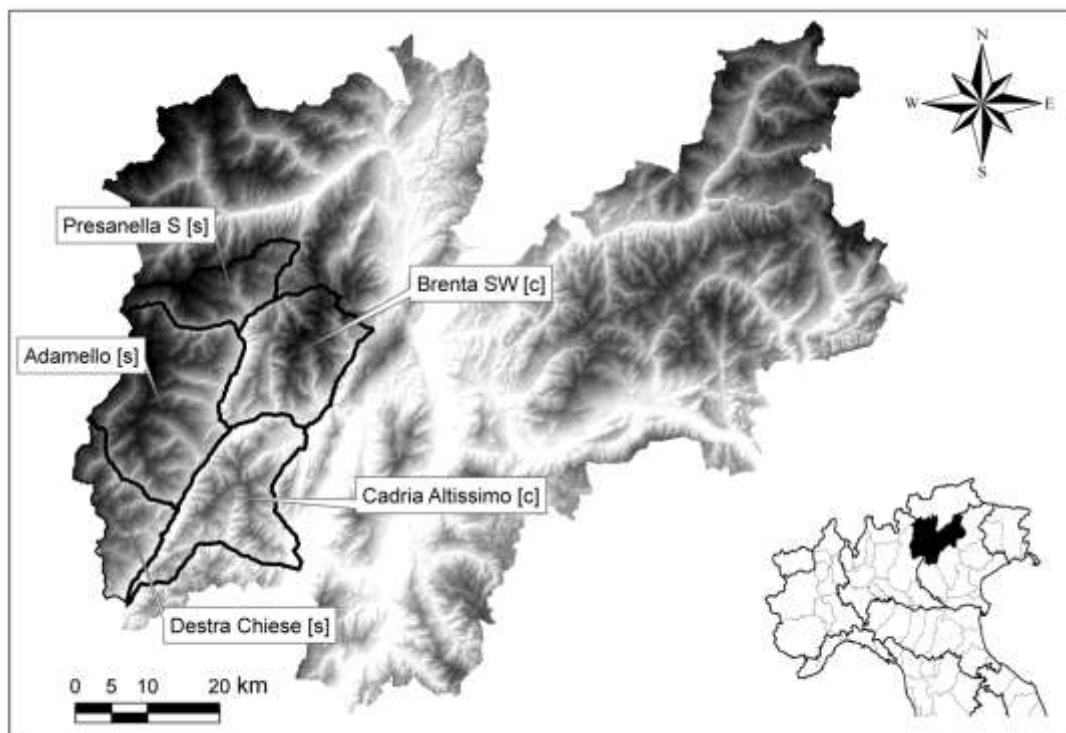 N
W E
S
Presanella S [s]
Brenta SW [c]
Adamello [s]
Cadria Altissimo [c]
Destra Chiese [s]
0 5 10 20 km